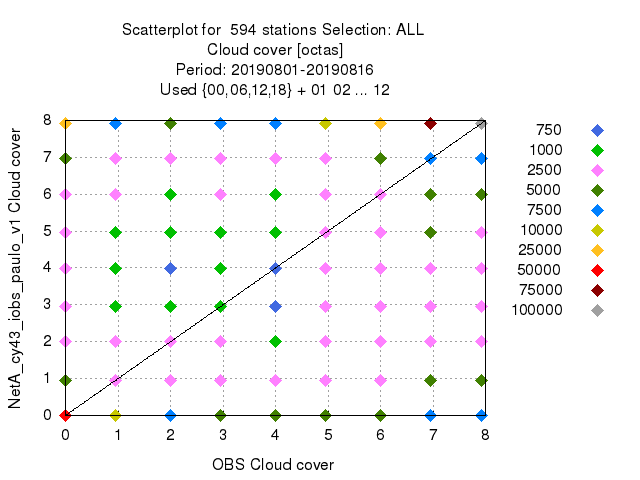 Scatterplot for 594 stations Selection: ALL
Cloud cover [octas]
Period: 20190801-20190816
Used {00,06,12,18} + 01 02 ... 12
NetA_cy43_iobs_paulo_v1 Cloud cover
8
7
6
5
4
3
2
1
0
0 1 2 3 4 5 6 7 8
OBS Cloud cover
750
1000
2500
5000
7500
10000
25000
50000
75000
100000